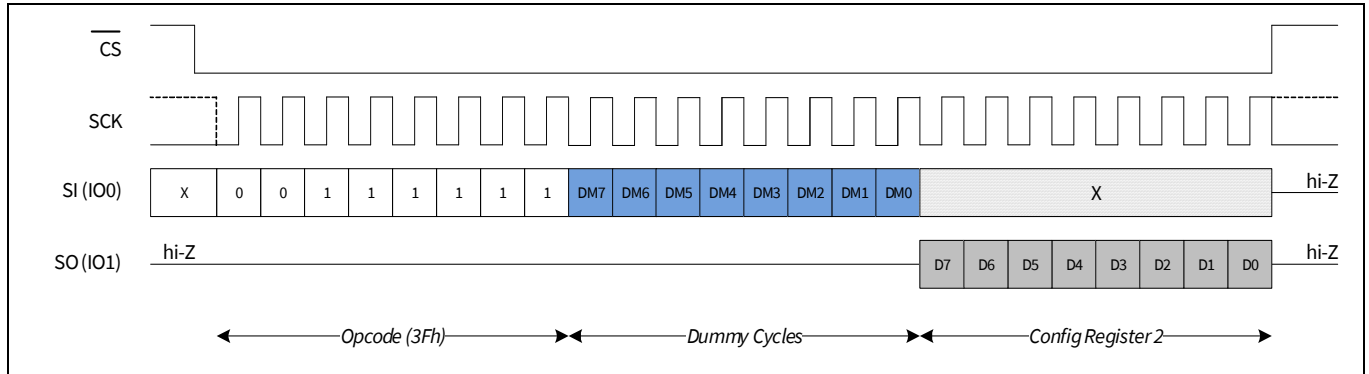 CS
SCK
SI (IO0) X 0 0 1 1 1 1 1 1 DM7 DM6 DM5 DM4 DM3 DM2 DM1 DM0 X hi-Z
SO (IO1) hi-Z D7 D6 D5 D4 D3 D2 D1 D0 hi-Z
Opcode (3Fh) Dummy Cycles Config Register 2